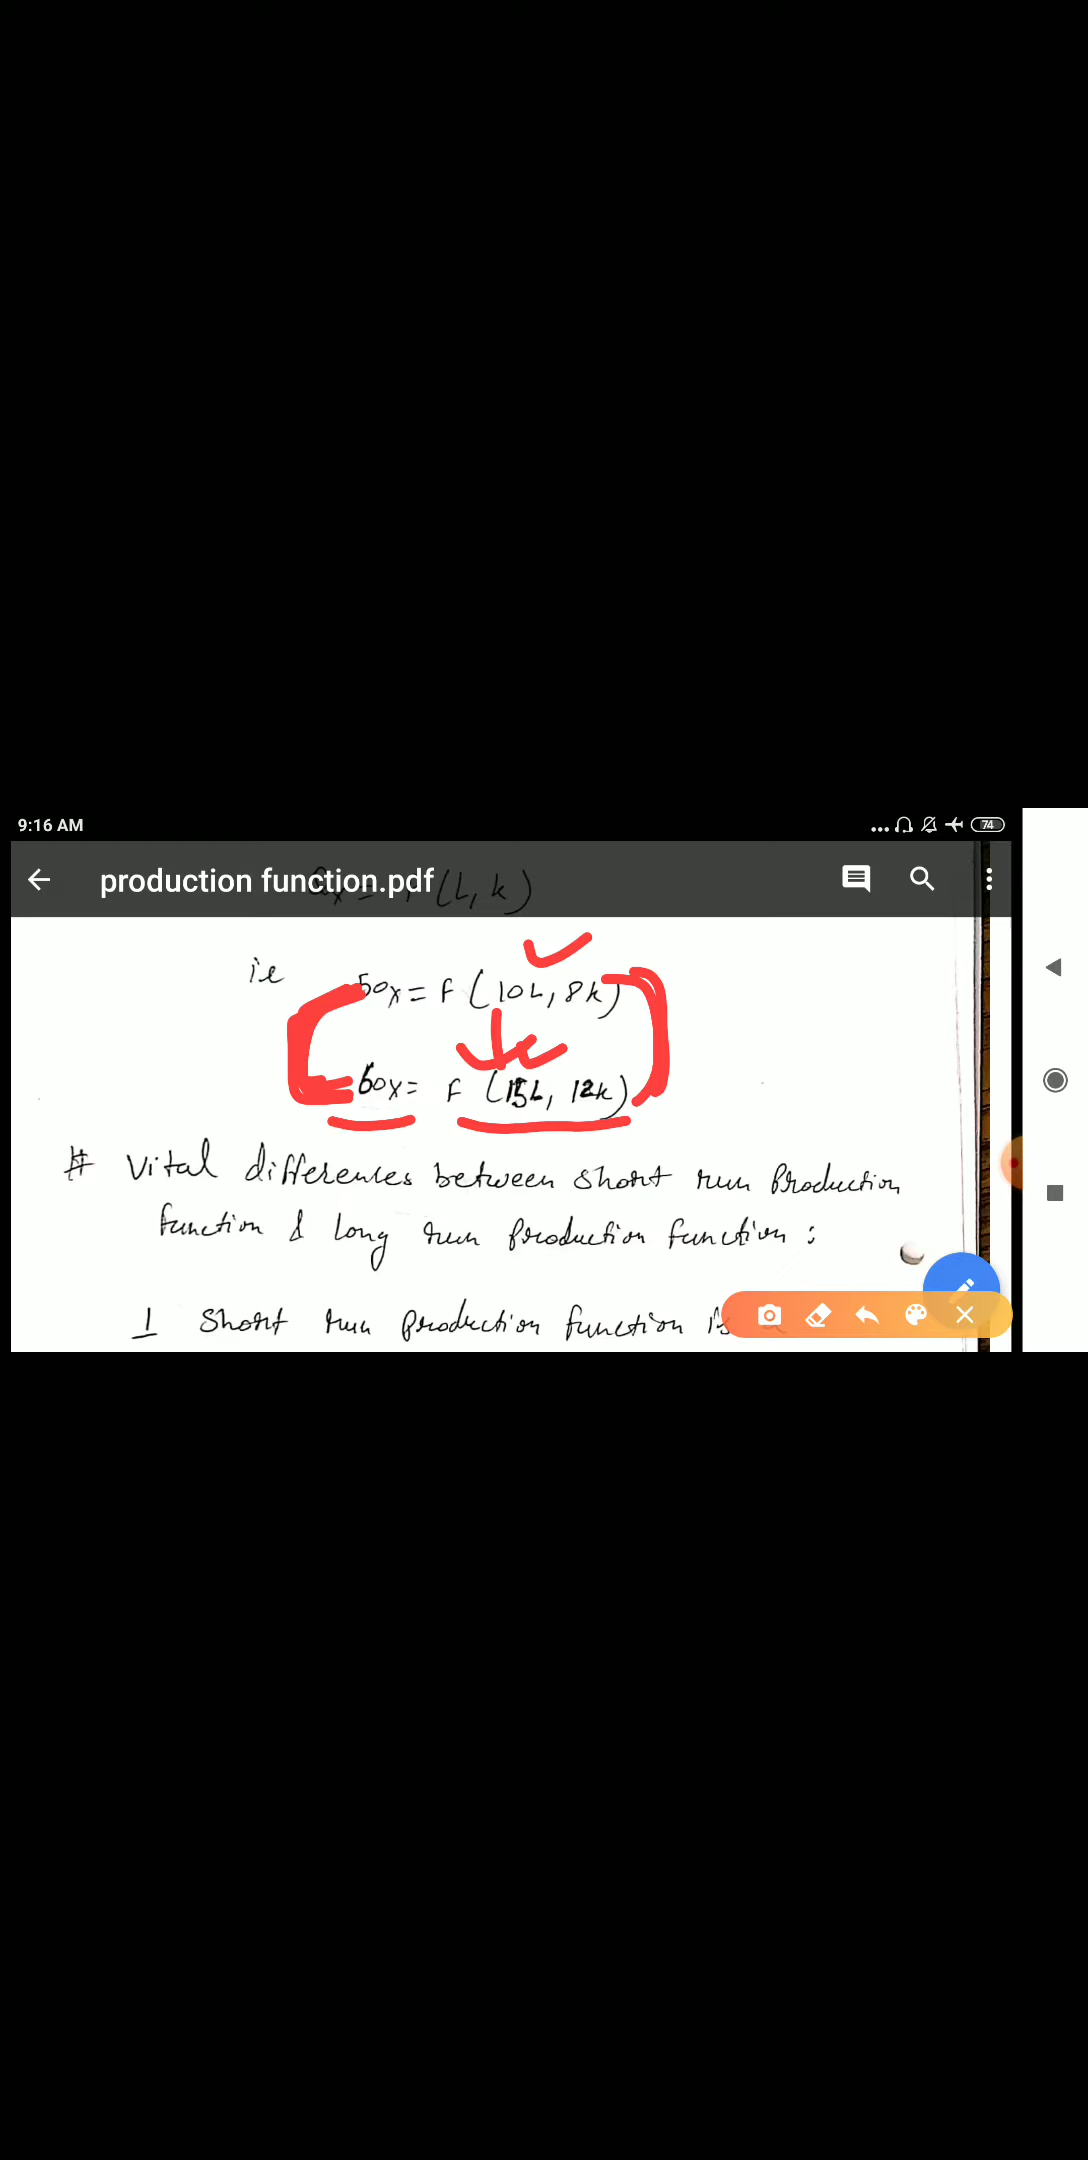 9:16 AM
74
production function.pdf
(L, k)
ie 50x = F (10L, 8k)
60x = F (15L, 12k)
# Vital differences between Short run Production
function & Long run production function :
1 Short run production function is